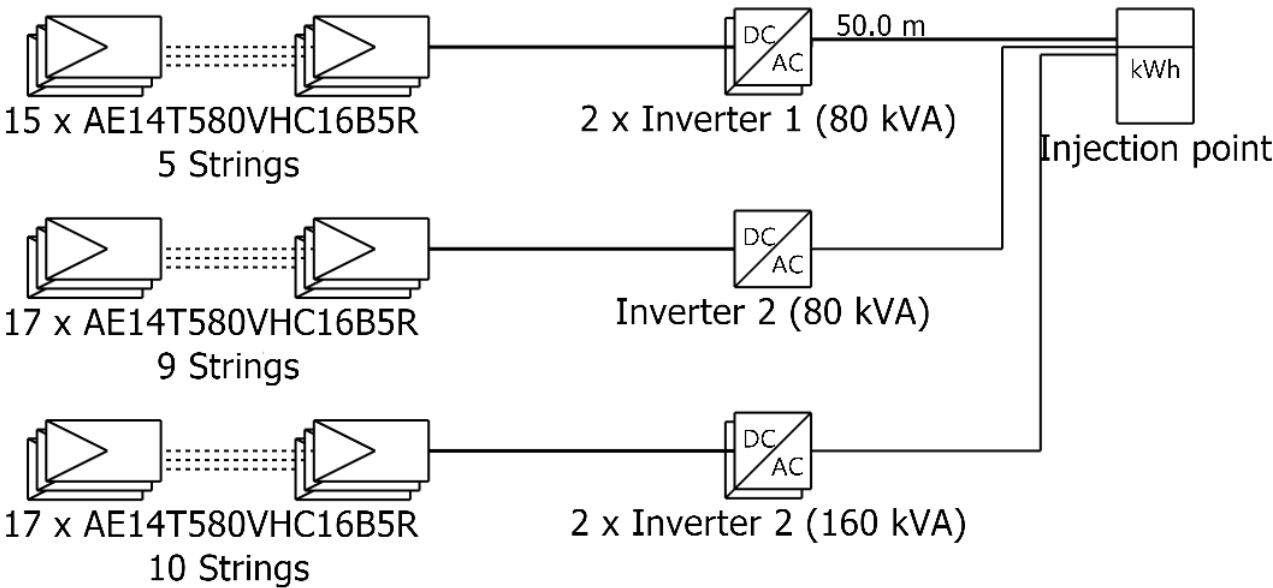 DC
AC
50.0 m
kWh
15 x AE14T580VHC16B5R
5 Strings
2 x Inverter 1 (80 kVA)
Injection point
DC
AC
17 x AE14T580VHC16B5R
9 Strings
Inverter 2 (80 kVA)
DC
AC
17 x AE14T580VHC16B5R
10 Strings
2 x Inverter 2 (160 kVA)